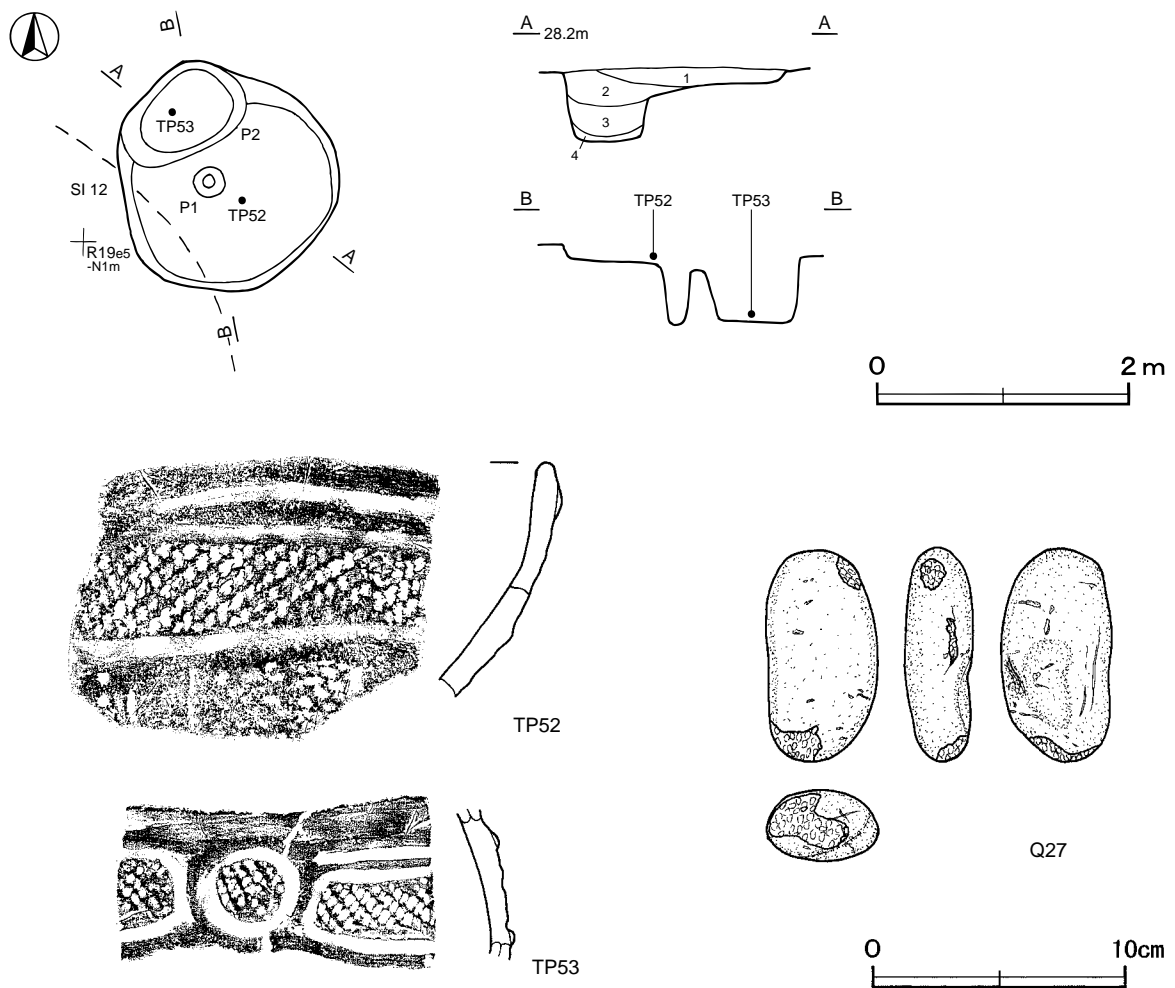 B
A
TP53
P2
SI 12
P1
TP52
R19e5
-N1m
A
B
A 28.2m A
1
2
3
4
TP52 TP53
B B
0 2 m
TP52
Q27
TP53
0 10cm